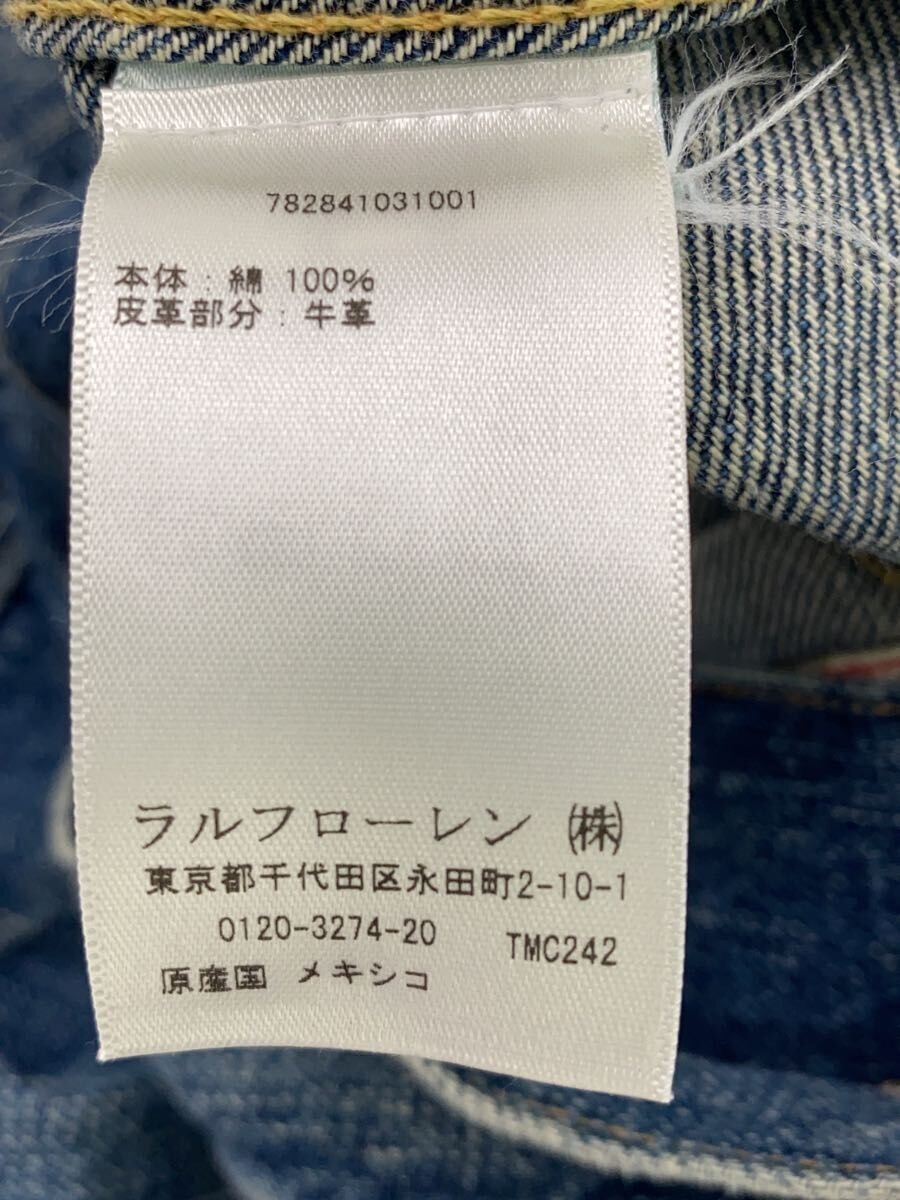 782841031001
本体:綿 100%
皮革部分:牛革
ラルフローレン ㈱
東京都千代田区永田町2-10-1
0120-3274-20 TMC242
原産国 メキシコ